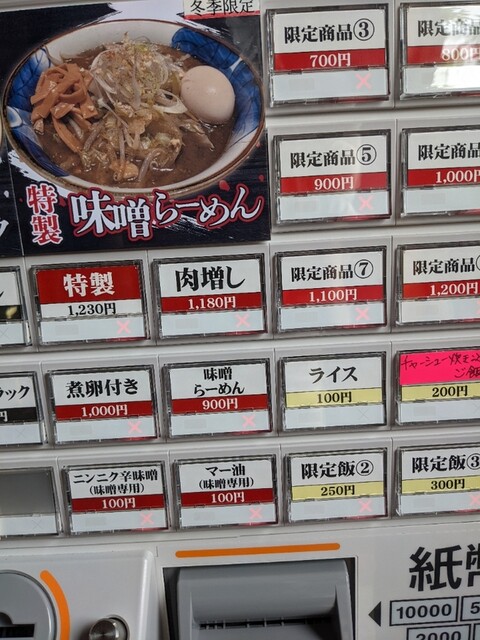 冬季限定
特製
味噌らーめん
限定商品③
700円
800円
限定商品⑤
900円
限定商品
1,000円
特製
1,230円
肉増し
1,180円
限定商品⑦
1,100円
限定商品
1,200円
ラック
煮卵付き
1,000円
味噌
らーめん
900円
ライス
100円
200円
ニンニク辛味噌
(味噌専用)
100円
マー油
(味噌専用)
100円
限定飯②
250円
限定飯③
300円
紙幣
10000